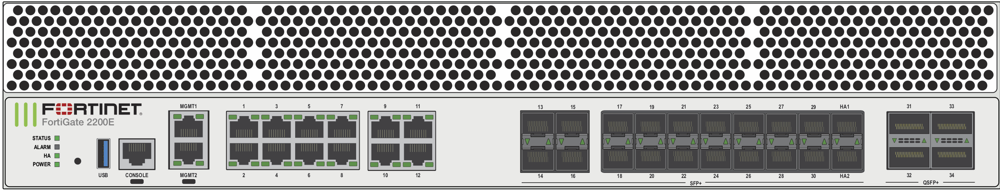 FORTINET®
FortiGate 2200E
STATUS
ALARM
HA
POWER
USB
CONSOLE
MGMT1
MGMT2
1 3 5 7
2 4 6 8
9 11
10 12
13 15
14 16
17 19 21 23 25 27 29 HA1
18 20 22 24 26 28 30 HA2
SFP+
31 33
32 34
QSFP+